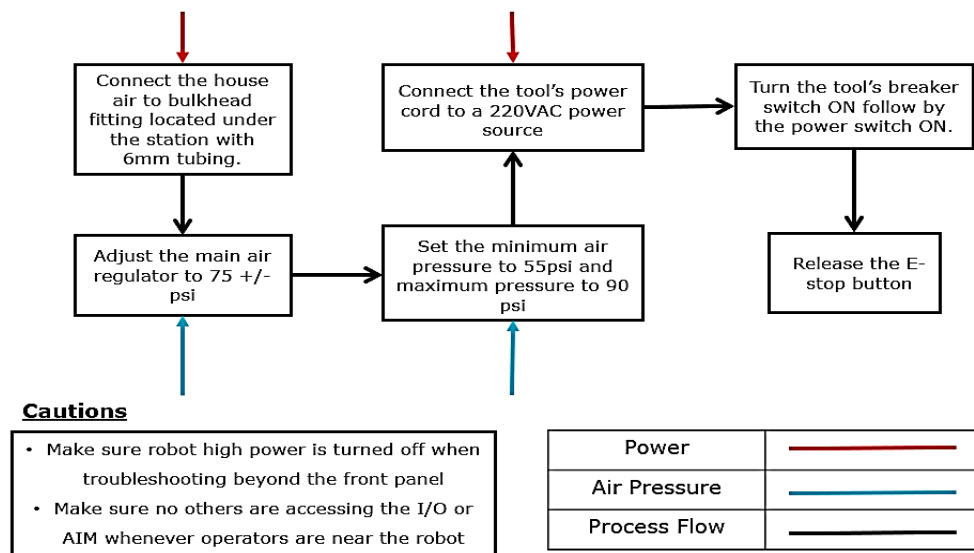 Connect the house
air to bulkhead
fitting located under
the station with
6mm tubing.
Connect the tool's power
cord to a 220VAC power
source
Turn the tool's breaker
switch ON follow by
the power switch ON.
Adjust the main air
regulator to 75 +/-
psi
Set the minimum air
pressure to 55psi and
maximum pressure to 90
psi
Release the E-
stop button
Cautions
• Make sure robot high power is turned off when
troubleshooting beyond the front panel
• Make sure no others are accessing the I/O or
AIM whenever operators are near the robot
Power
Air Pressure
Process Flow